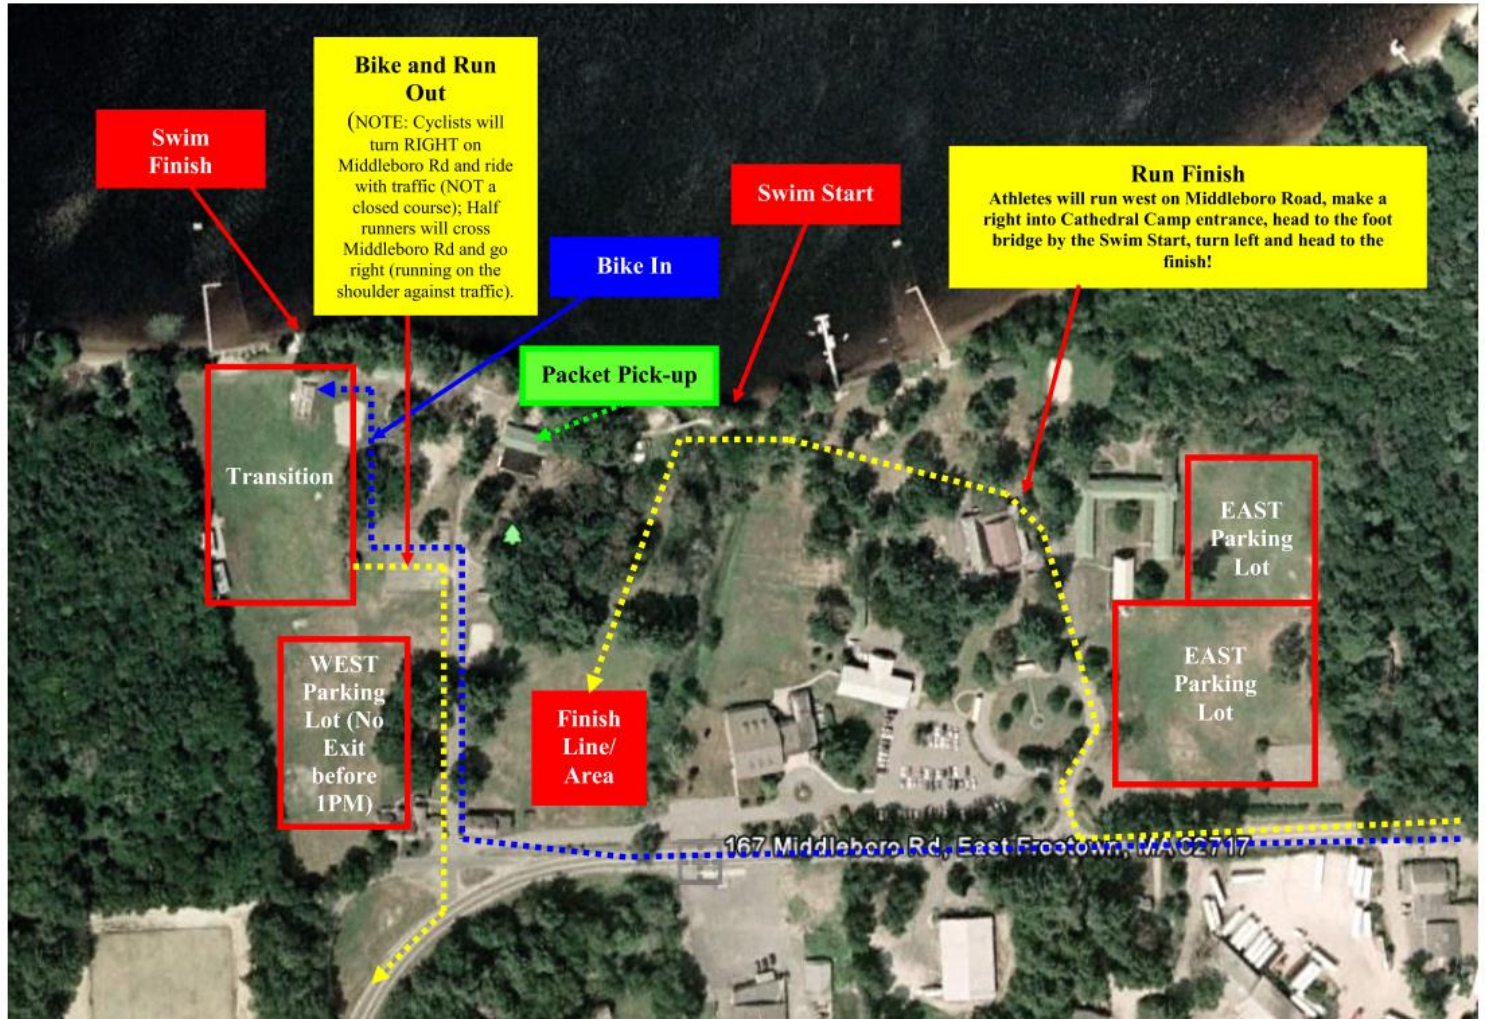 Bike and Run
Out
(NOTE: Cyclists will
turn RIGHT on
Middleboro Rd and ride
with traffic (NOT a
closed course); Half
runners will cross
Middleboro Rd and go
right (running on the
shoulder against traffic).
Swim
Finish
Swim Start
Run Finish
Athletes will run west on Middleboro Road, make a
right into Cathedral Camp entrance, head to the foot
bridge by the Swim Start, turn left and head to the
finish!
Bike In
Packet Pick-up
Transition
EAST
Parking
Lot
WEST
Parking
Lot (No
Exit
before
1PM)
EAST
Parking
Lot
Finish
Line/
Area
167 Middleboro Rd, East Freetown, MA 02717